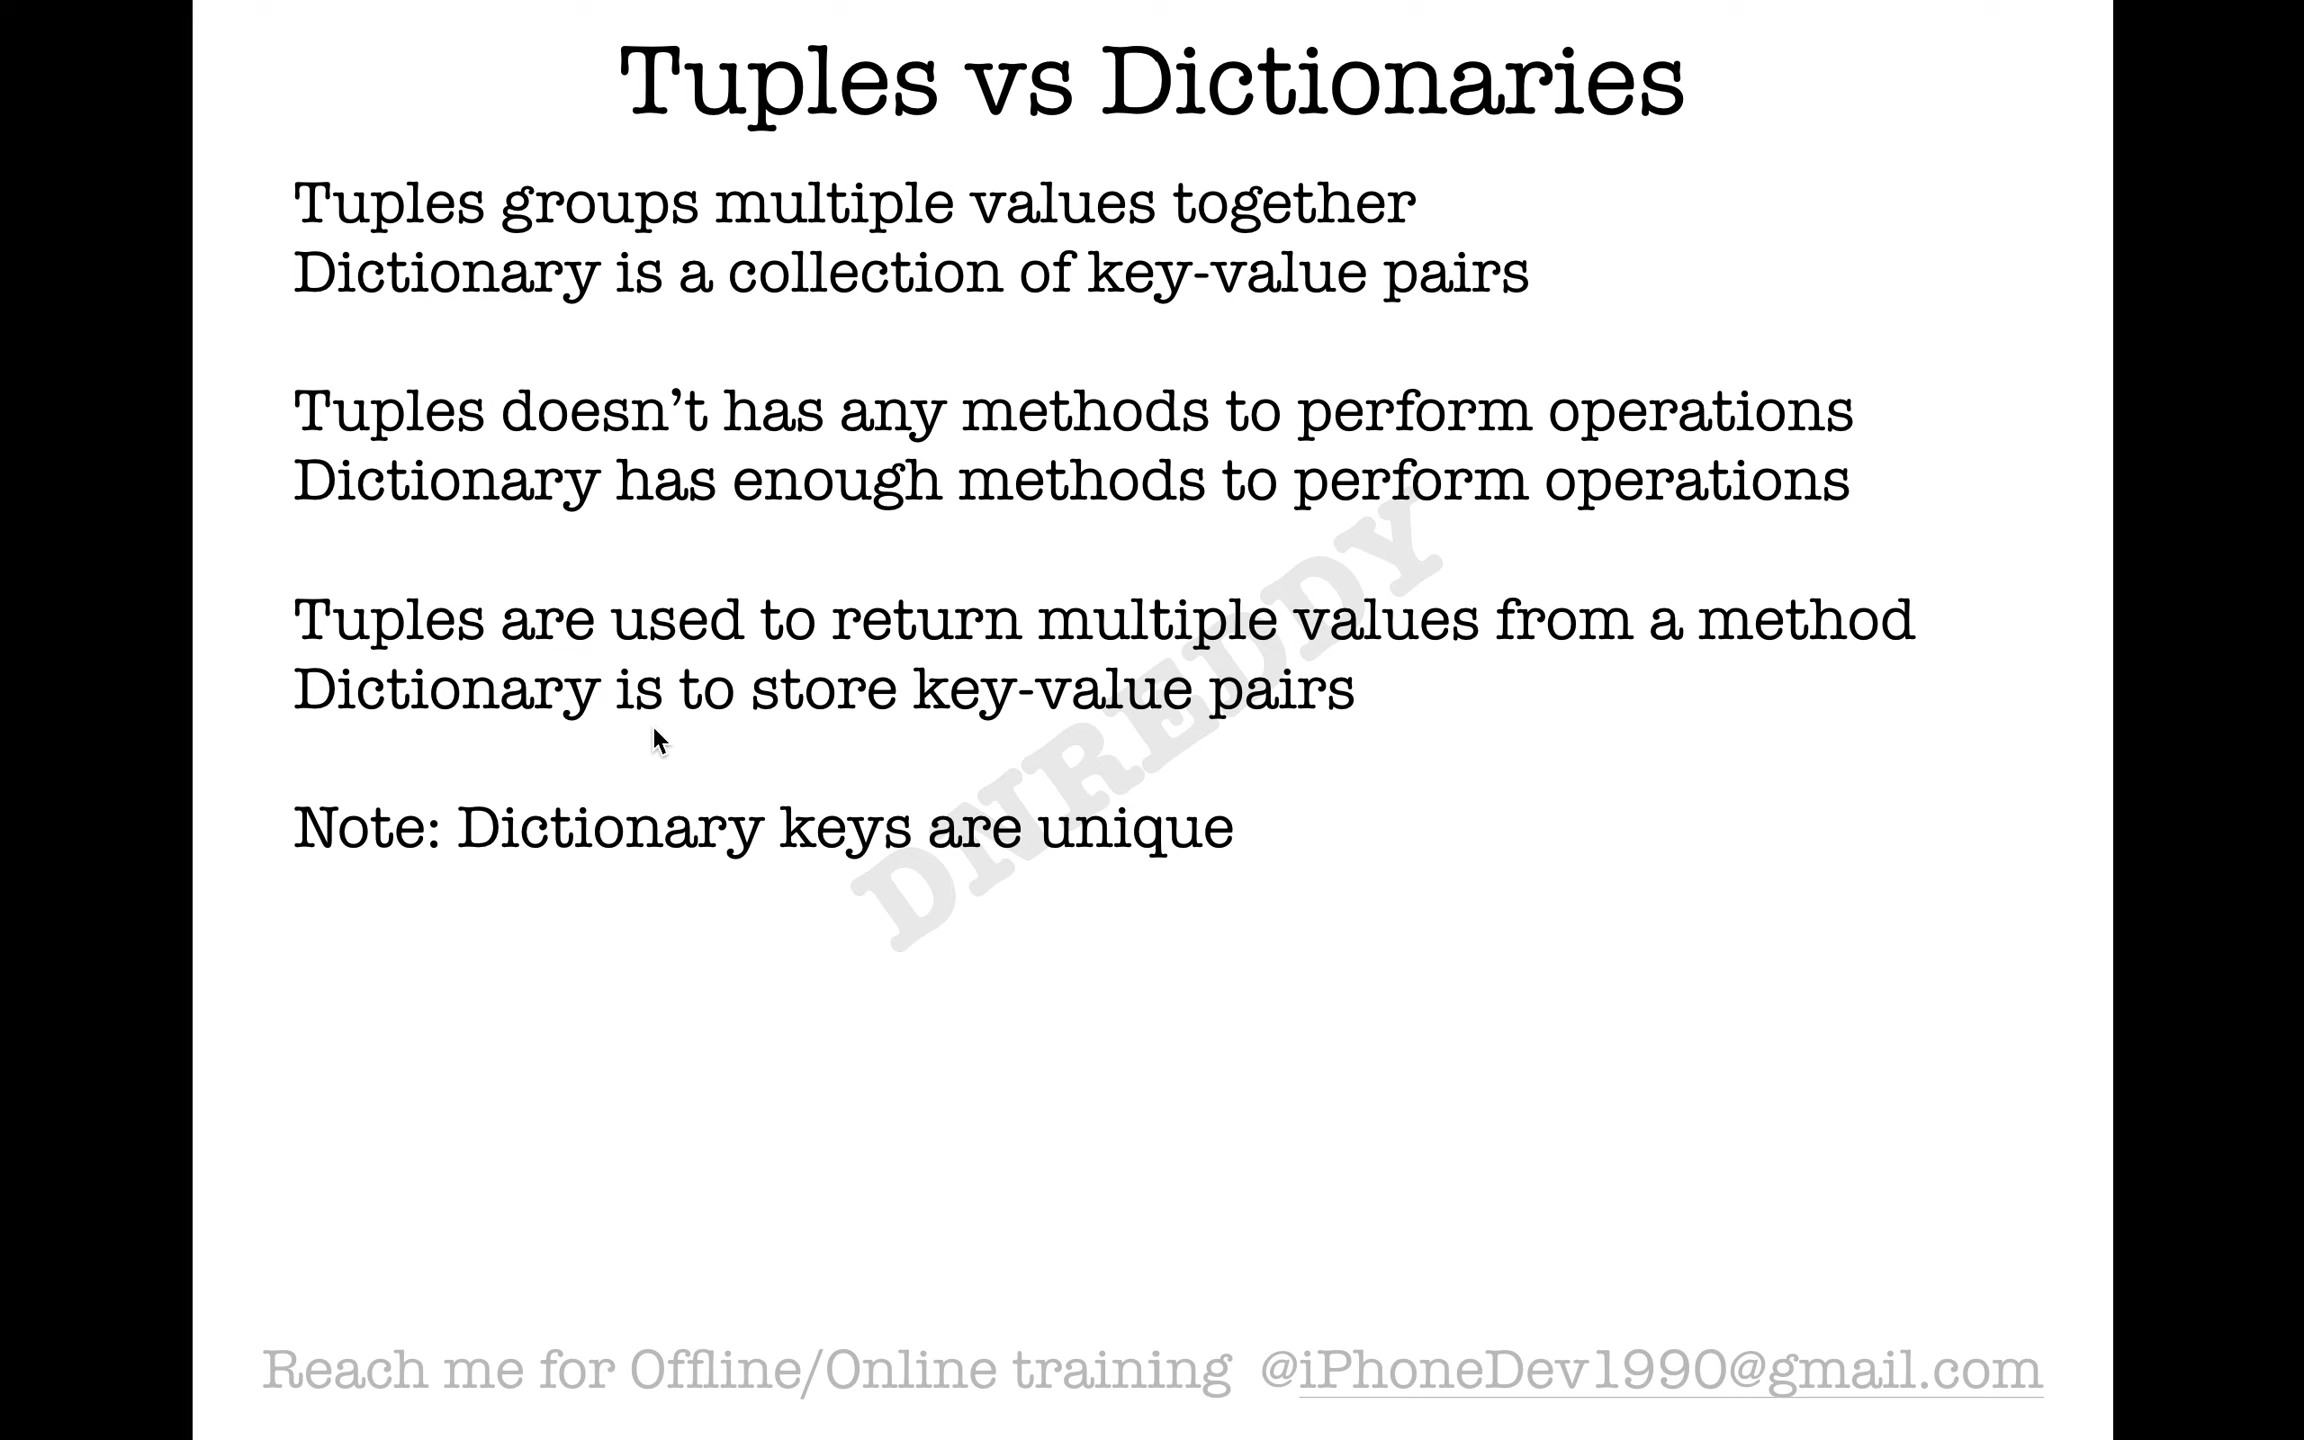 Tuples vs Dictionaries
Tuples groups multiple values together
Dictionary is a collection of key-value pairs
Tuples doesn’t has any methods to perform operations
Dictionary has enough methods to perform operations
Tuples are used to return multiple values from a method
Dictionary is to store key-value pairs
Note: Dictionary keys are unique
DNREDDY
Reach me for Offline/Online training @iPhoneDev1990@gmail.com